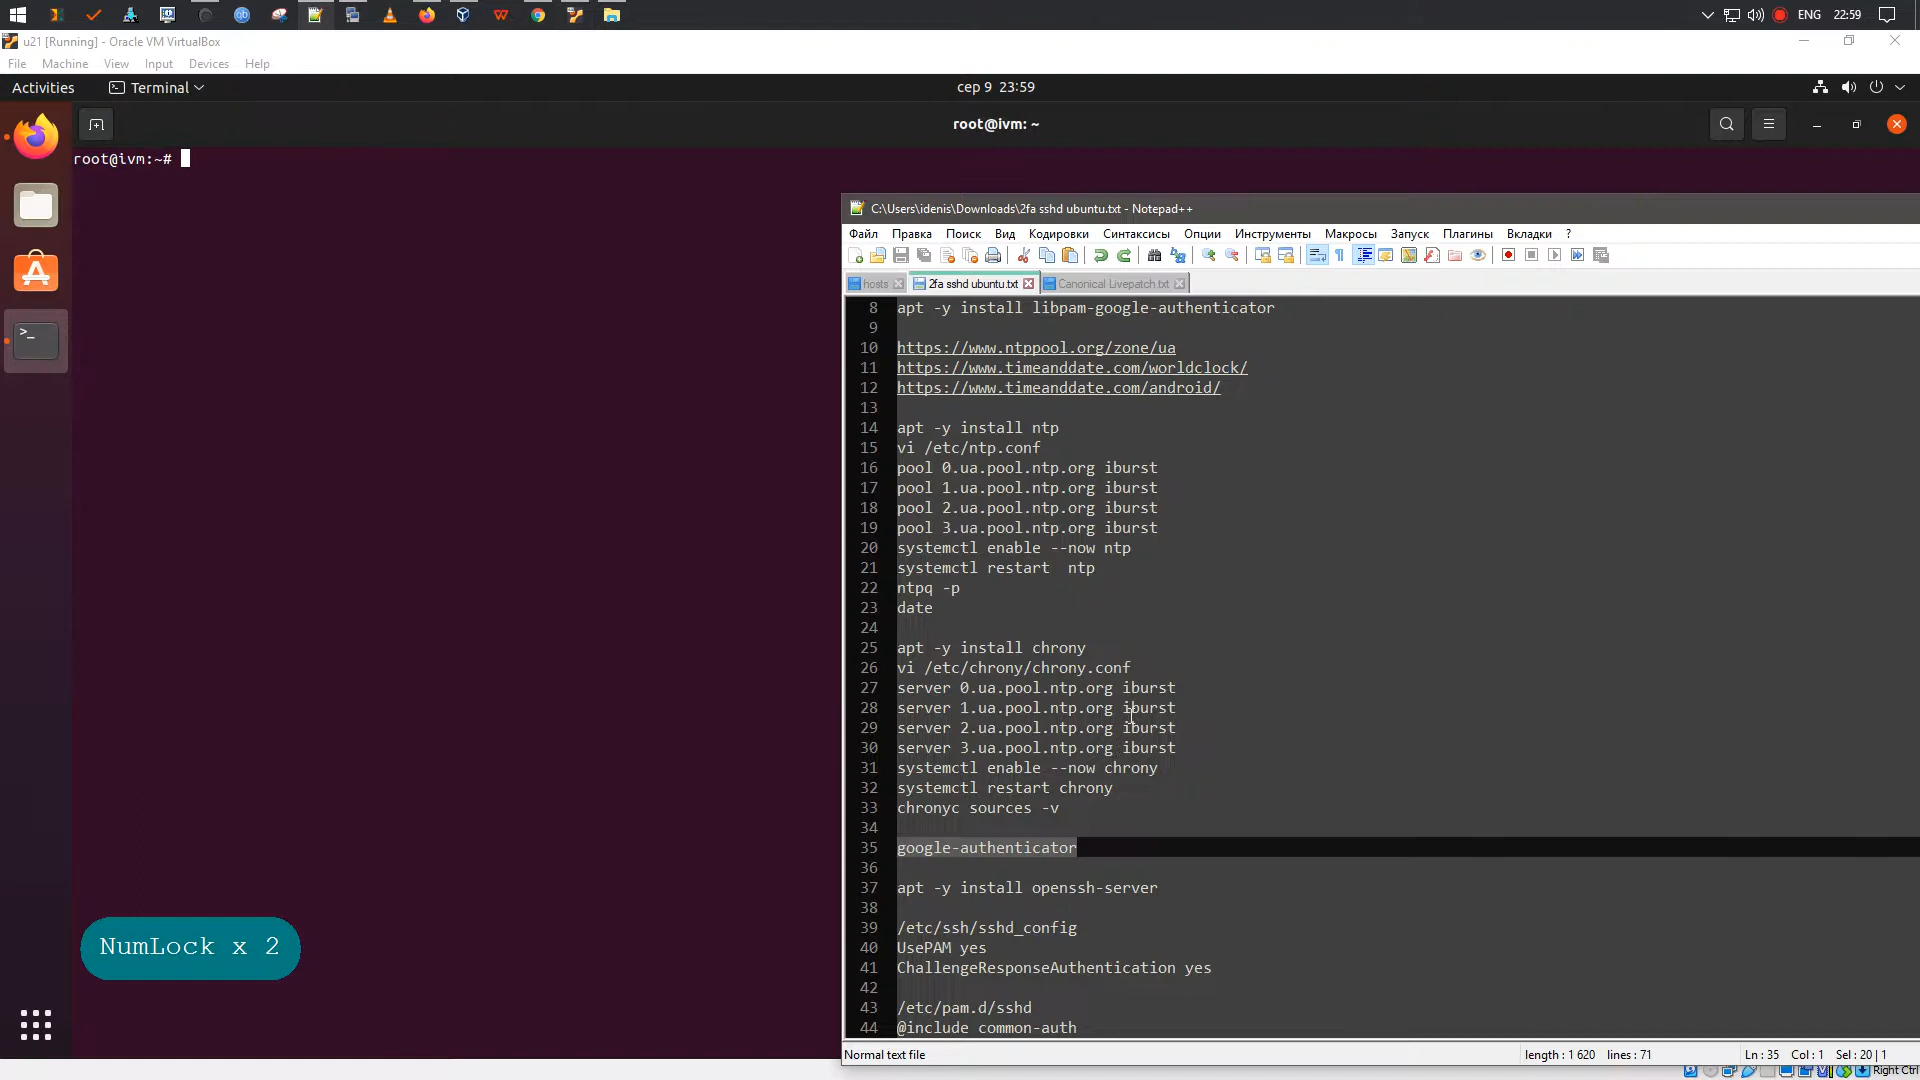 ENG 22:59
u21 [Running] - Oracle VM VirtualBox
File Machine View Input Devices Help
Activities Terminal сер 9 23:59
root@ivm: ~
root@ivm:~#
C:\Users\idenis\Downloads\2fa sshd ubuntu.txt - Notepad++
Файл Правка Поиск Вид Кодировки Синтаксисы Опции Инструменты Макросы Запуск Плагины Вкладки ?
hosts 2fa sshd ubuntu.txt Canonical Livepatch.txt
8 apt -y install libpam-google-authenticator
9
10 https://www.ntppool.org/zone/ua
11 https://www.timeanddate.com/worldclock/
12 https://www.timeanddate.com/android/
13
14 apt -y install ntp
15 vi /etc/ntp.conf
16 pool 0.ua.pool.ntp.org iburst
17 pool 1.ua.pool.ntp.org iburst
18 pool 2.ua.pool.ntp.org iburst
19 pool 3.ua.pool.ntp.org iburst
20 systemctl enable --now ntp
21 systemctl restart  ntp
22 ntpq -p
23 date
24
25 apt -y install chrony
26 vi /etc/chrony/chrony.conf
27 server 0.ua.pool.ntp.org iburst
28 server 1.ua.pool.ntp.org iburst
29 server 2.ua.pool.ntp.org iburst
30 server 3.ua.pool.ntp.org iburst
31 systemctl enable --now chrony
32 systemctl restart chrony
33 chronyc sources -v
34
35 google-authenticator
36
37 apt -y install openssh-server
38
39 /etc/ssh/sshd_config
40 UsePAM yes
41 ChallengeResponseAuthentication yes
42
43 /etc/pam.d/sshd
44 @include common-auth
NumLock x 2
Normal text file length : 1 620 lines : 71 Ln : 35 Col : 1 Sel : 20 | 1
Right Ctrl